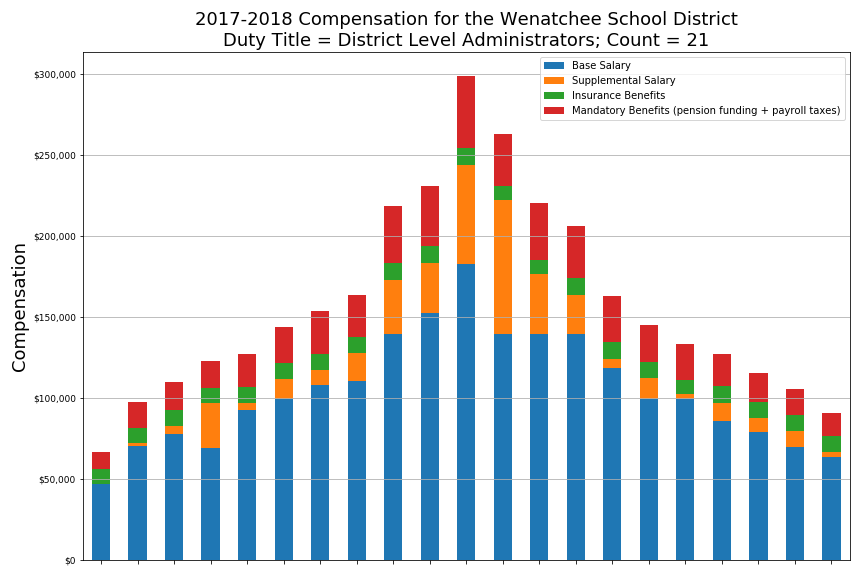 2017-2018 Compensation for the Wenatchee School District
Duty Title = District Level Administrators; Count = 21
Base Salary
Supplemental Salary
Insurance Benefits
Mandatory Benefits (pension funding + payroll taxes)
Compensation
$300,000
$250,000
$200,000
$150,000
$100,000
$50,000
$0